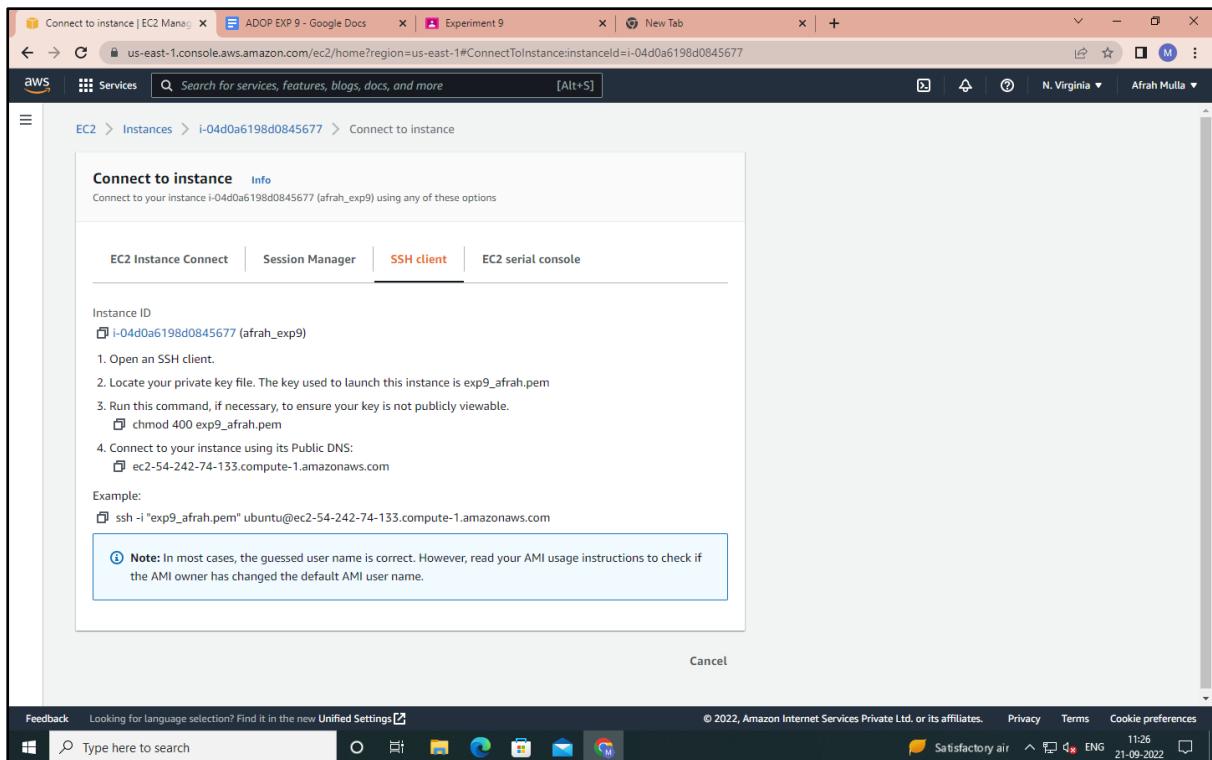 Connect to instance | EC2 Manag
ADOP EXP 9 - Google Docs
Experiment 9
New Tab
us-east-1.console.aws.amazon.com/ec2/home?region=us-east-1#ConnectToInstance:instanceId=i-04d0a6198d0845677
M
aws
Services
Search for services, features, blogs, docs, and more
[Alt+S]
N. Virginia
Afrah Mulla
EC2 > Instances > i-04d0a6198d0845677 > Connect to instance
Connect to instance Info
Connect to your instance i-04d0a6198d0845677 (afrah_exp9) using any of these options
EC2 Instance Connect
Session Manager
SSH client
EC2 serial console
Instance ID
i-04d0a6198d0845677 (afrah_exp9)
1. Open an SSH client.
2. Locate your private key file. The key used to launch this instance is exp9_afrah.pem
3. Run this command, if necessary, to ensure your key is not publicly viewable.
chmod 400 exp9_afrah.pem
4. Connect to your instance using its Public DNS:
ec2-54-242-74-133.compute-1.amazonaws.com
Example:
ssh -i "exp9_afrah.pem" ubuntu@ec2-54-242-74-133.compute-1.amazonaws.com
Note: In most cases, the guessed user name is correct. However, read your AMI usage instructions to check if
the AMI owner has changed the default AMI user name.
Cancel
Feedback
Looking for language selection? Find it in the new Unified Settings
© 2022, Amazon Internet Services Private Ltd. or its affiliates.
Privacy
Terms
Cookie preferences
Type here to search
Satisfactory air
ENG
11:26
21-09-2022